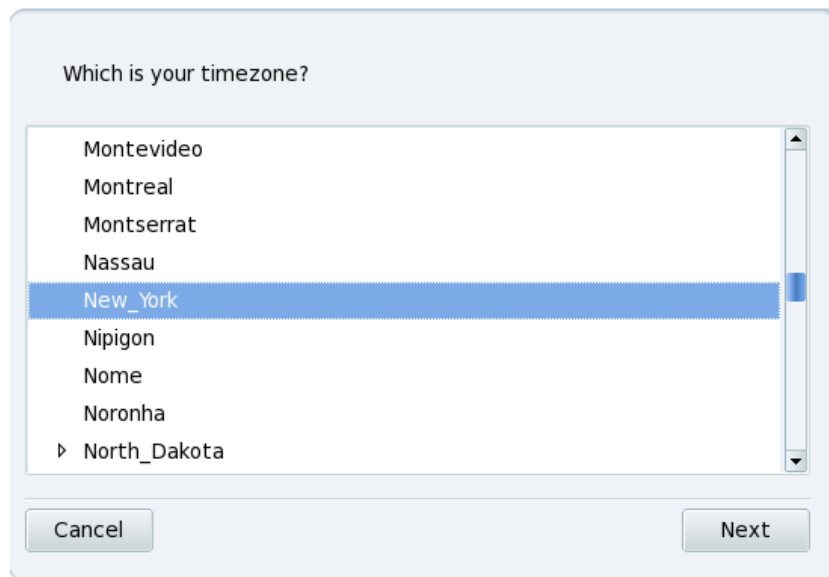 Which is your timezone?
Montevideo
Montreal
Montserrat
Nassau
New_York
Nipigon
Nome
Noronha
North_Dakota
Cancel
Next